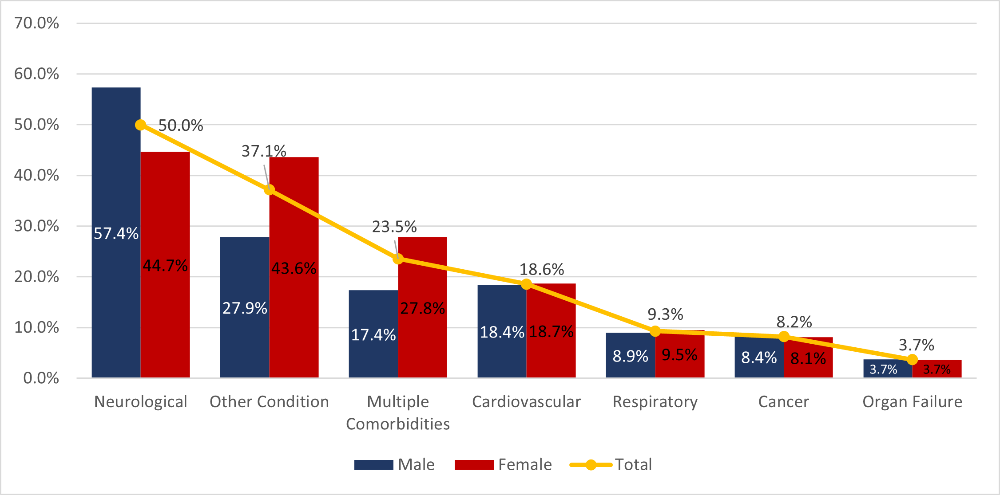 70.0%
60.0%
50.0%
40.0%
30.0%
20.0%
10.0%
0.0%
57.4%
44.7%
50.0%
27.9%
43.6%
37.1%
17.4%
27.8%
23.5%
18.4%
18.7%
18.6%
8.9%
9.5%
9.3%
8.4%
8.1%
8.2%
3.7%
3.7%
3.7%
Neurological
Other Condition
Multiple
Comorbidities
Cardiovascular
Respiratory
Cancer
Organ Failure
Male
Female
Total